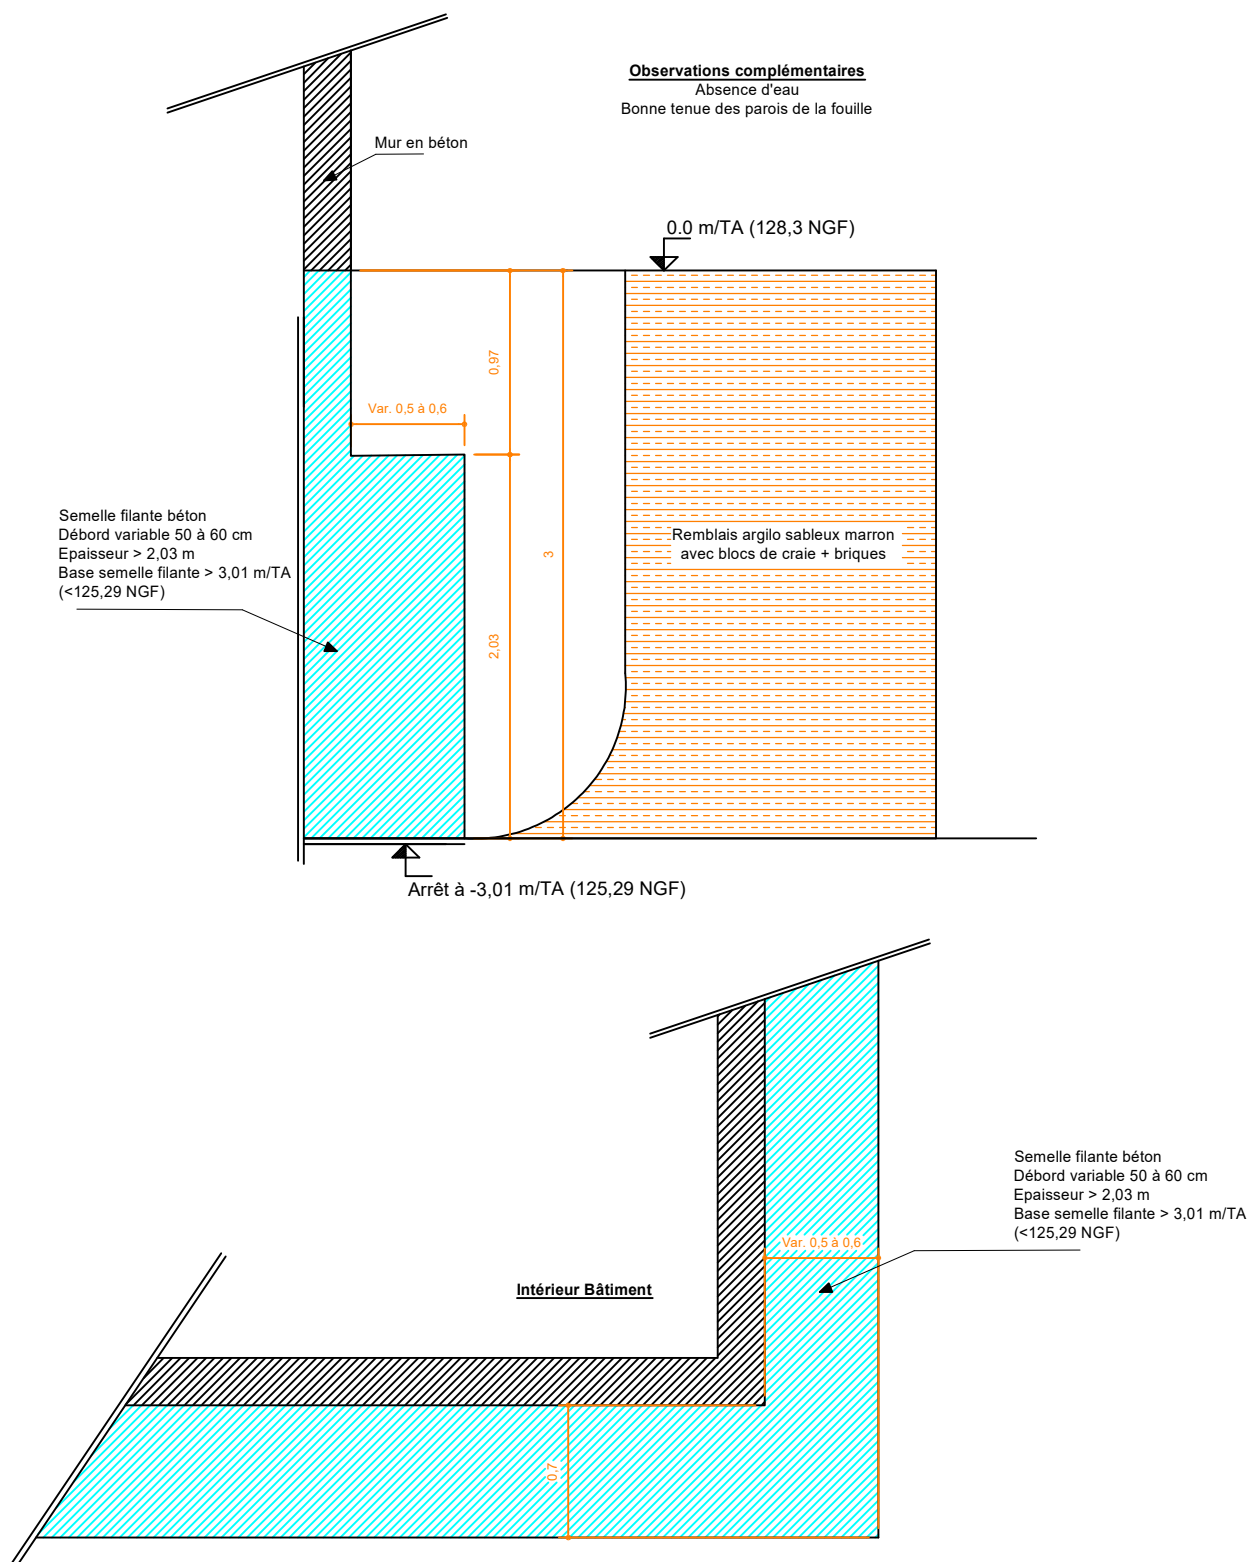 Observations complémentaires
Absence d'eau
Bonne tenue des parois de la fouille
Mur en béton
0.0 m/TA (128,3 NGF)
0,97
Var. 0,5 à 0,6
Semelle filante béton
Débord variable 50 à 60 cm
Epaisseur > 2,03 m
Base semelle filante > 3,01 m/TA
(<125,29 NGF)
Remblais argilo sableux marron
avec blocs de craie + briques
3
2,03
Arrêt à -3,01 m/TA (125,29 NGF)
Semelle filante béton
Débord variable 50 à 60 cm
Epaisseur > 2,03 m
Base semelle filante > 3,01 m/TA
(<125,29 NGF)
Var. 0,5 à 0,6
Intérieur Bâtiment
0,7